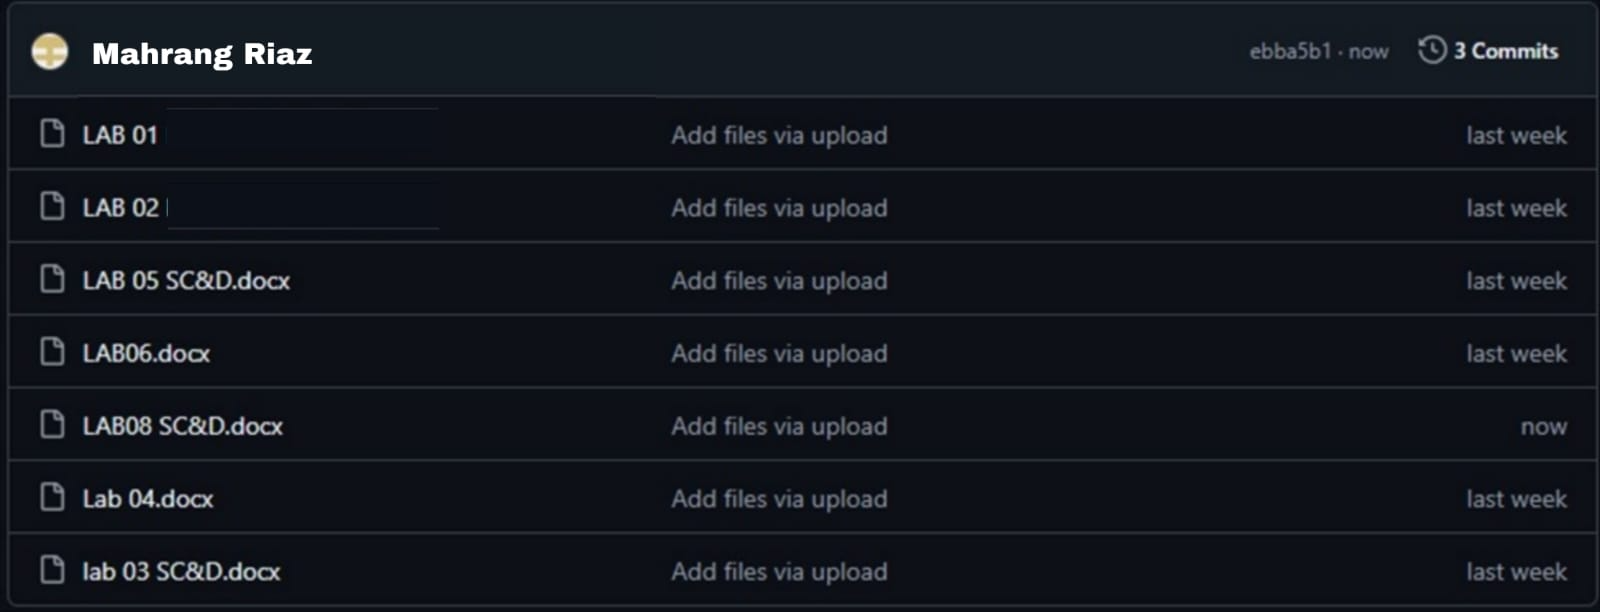 Mahrang Riaz ebba5b1 · now 3 Commits
LAB 01 Add files via upload last week
LAB 02 Add files via upload last week
LAB 05 SC&D.docx Add files via upload last week
LAB06.docx Add files via upload last week
LAB08 SC&D.docx Add files via upload now
Lab 04.docx Add files via upload last week
lab 03 SC&D.docx Add files via upload last week